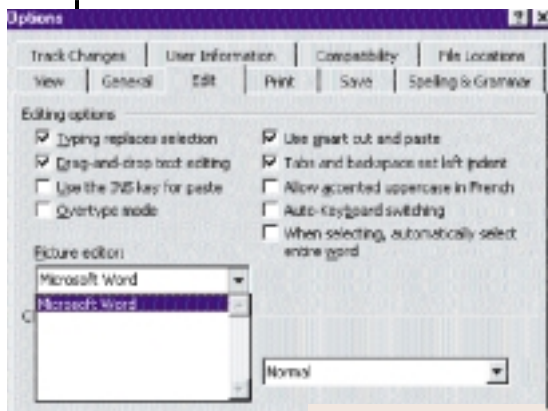 Options
Track Changes User Information Compatibility File Locations
View General Edit Print Save Spelling & Grammar
Editing options
Typing replaces selection
Drag-and-drop text editing
Use the INS key for paste
Overtype mode
Use smart cut and paste
Tabs and backspace set left indent
Allow accented uppercase in French
Auto-Keyboard switching
When selecting, automatically select
entire word
Picture editor:
Microsoft Word
Microsoft Word
Normal